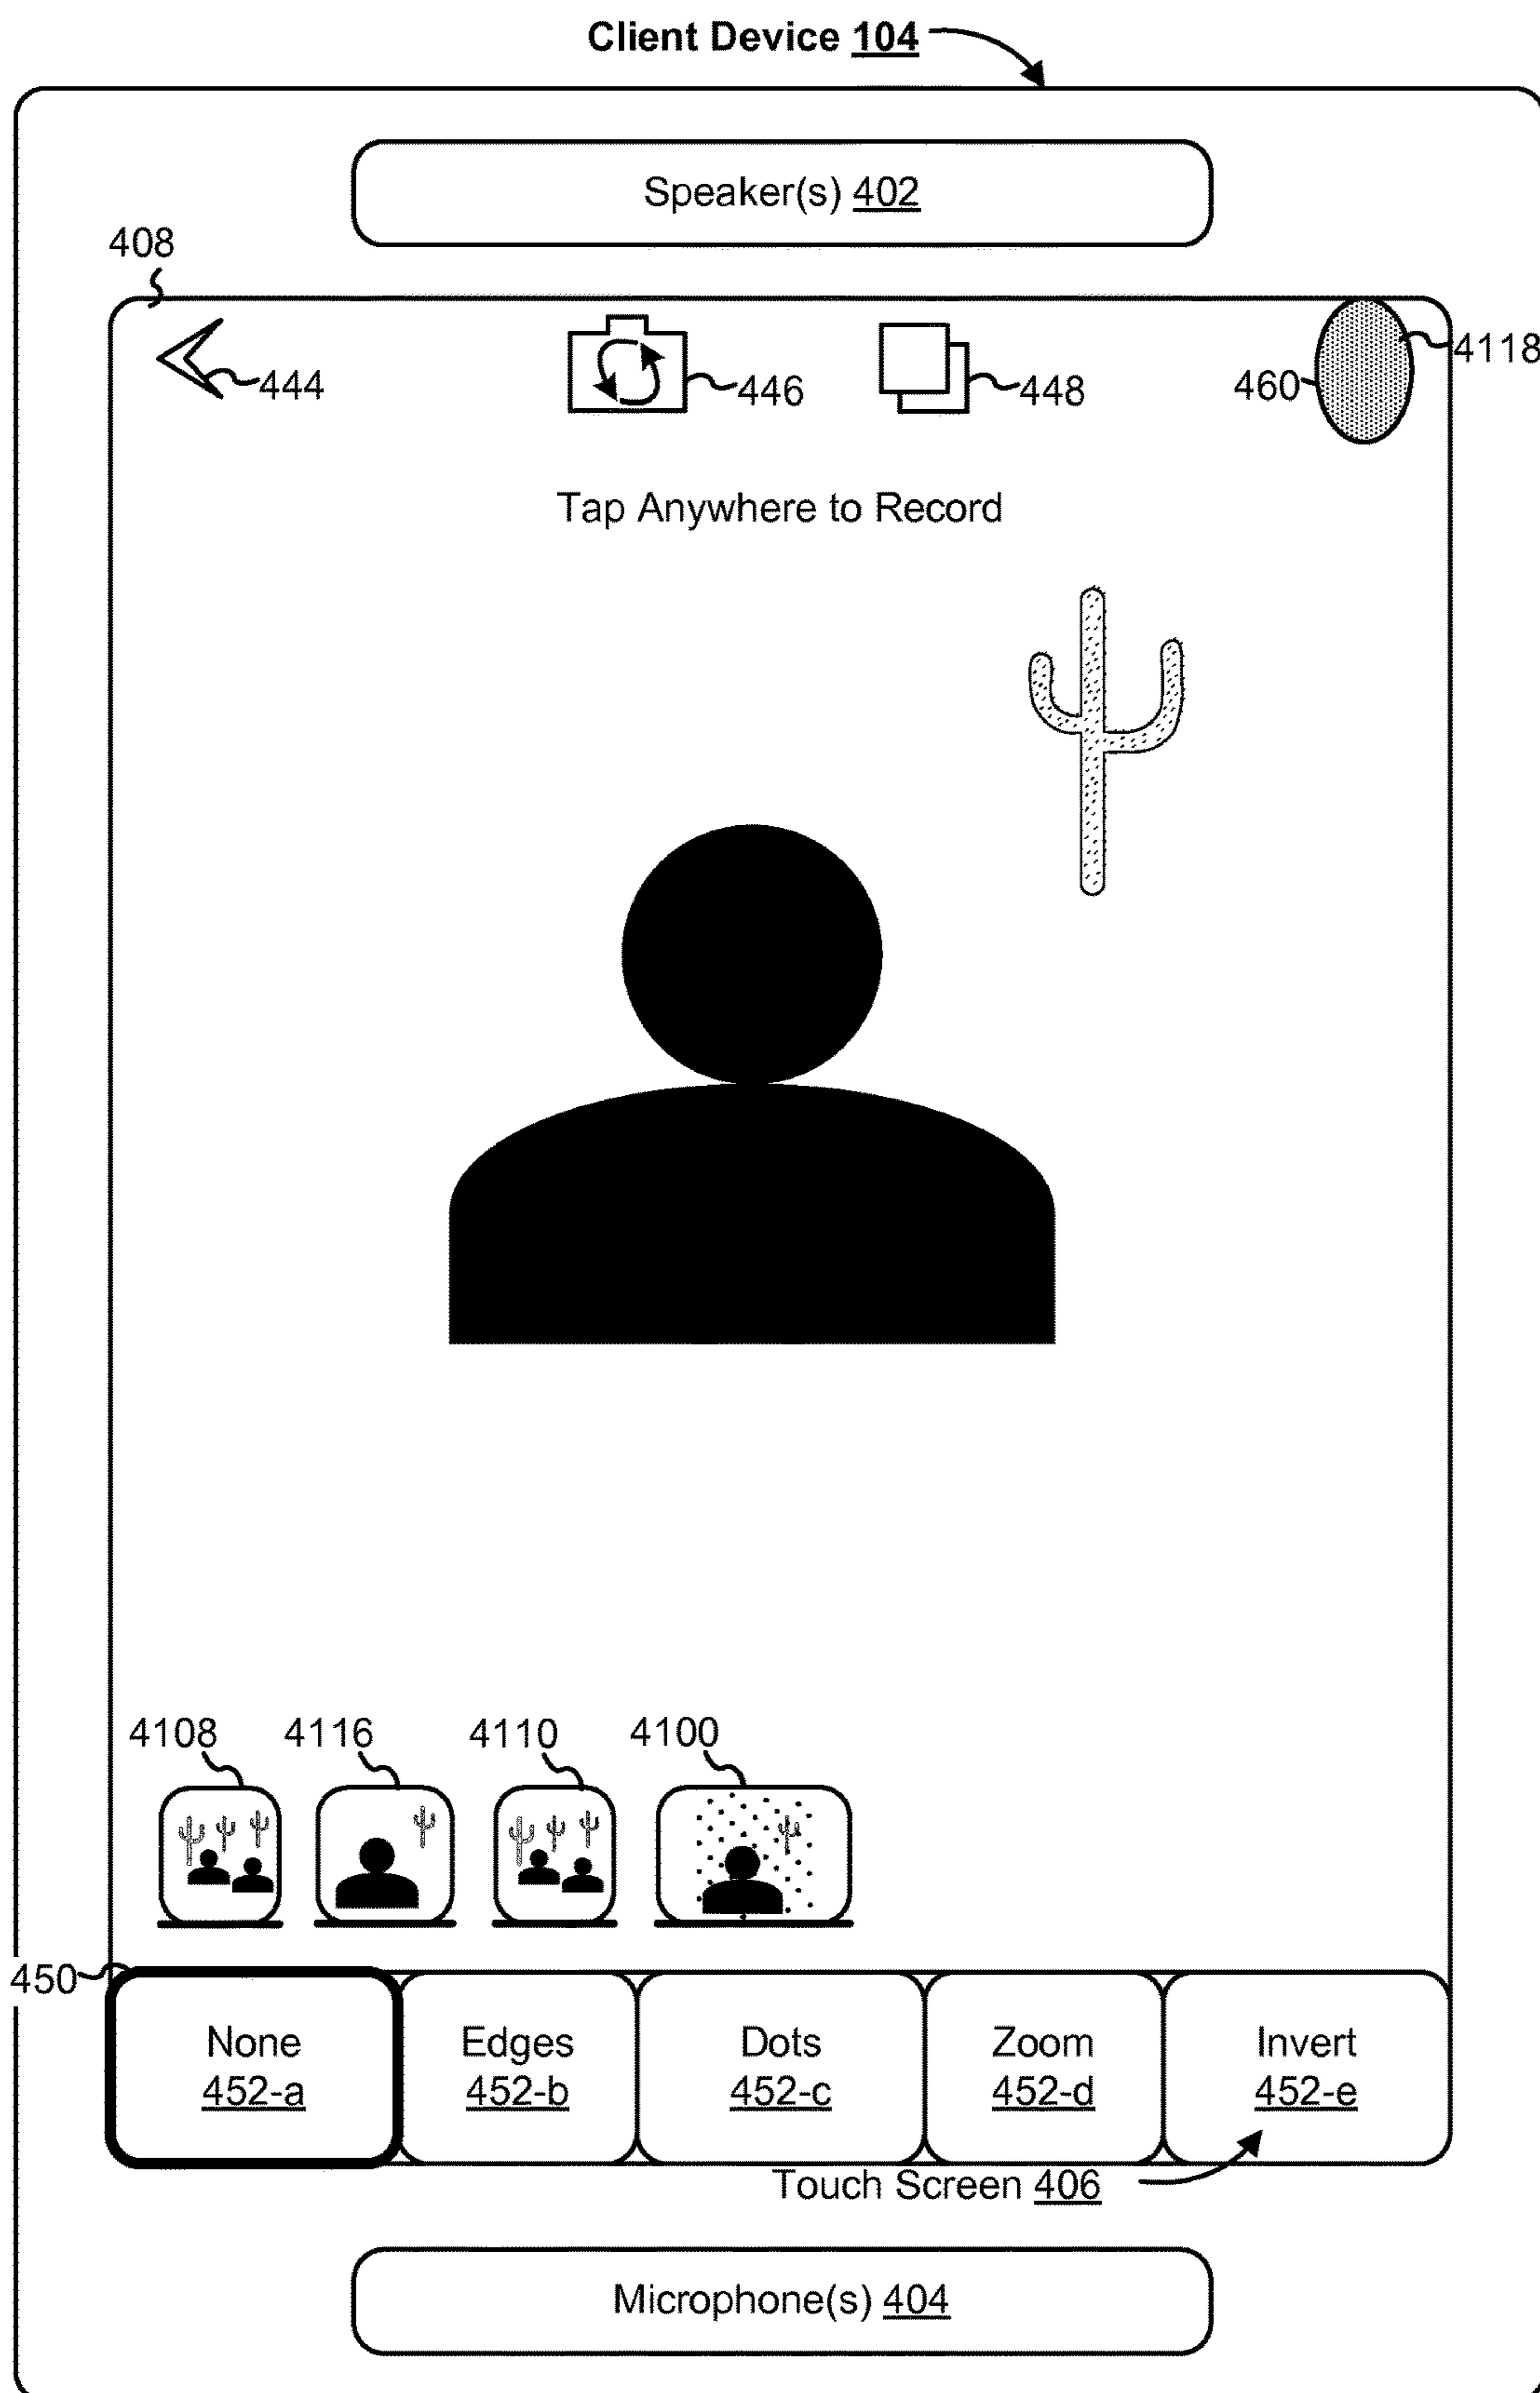 Client Device 104
Speaker(s) 402
408
444
446
448
460
4118
Tap Anywhere to Record
4108
4116
4110
4100
450
None
452-a
Edges
452-b
Dots
452-c
Zoom
452-d
Invert
452-e
Touch Screen 406
Microphone(s) 404